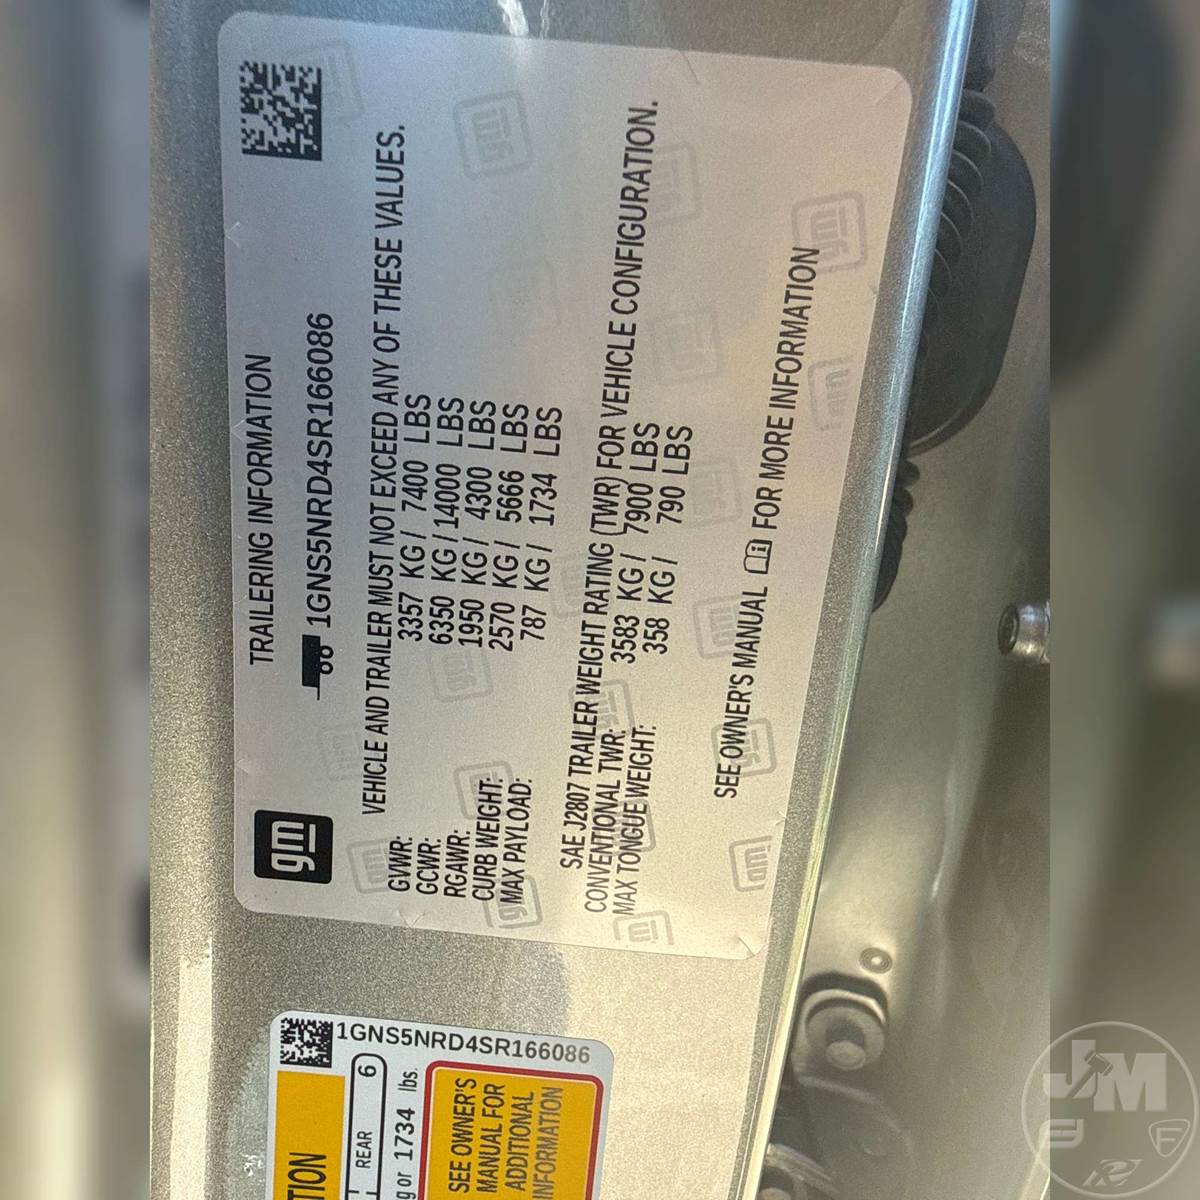 gm
TRAILERING INFORMATION
1GNS5NRD4SR166086
VEHICLE AND TRAILER MUST NOT EXCEED ANY OF THESE VALUES.
GVWR: 3357 KG / 7400 LBS
GCWR: 6350 KG / 14000 LBS
RGAWR: 1950 KG / 4300 LBS
CURB WEIGHT: 2570 KG / 5666 LBS
MAX PAYLOAD: 787 KG / 1734 LBS
SAE J2807 TRAILER WEIGHT RATING (TWR) FOR VEHICLE CONFIGURATION.
CONVENTIONAL TWR: 3583 KG / 7900 LBS
MAX TONGUE WEIGHT: 358 KG / 790 LBS
SEE OWNER'S MANUAL FOR MORE INFORMATION
1GNS5NRD4SR166086
TION
REAR 6
g or 1734 lbs.
SEE OWNER'S
MANUAL FOR
ADDITIONAL
INFORMATION
JM